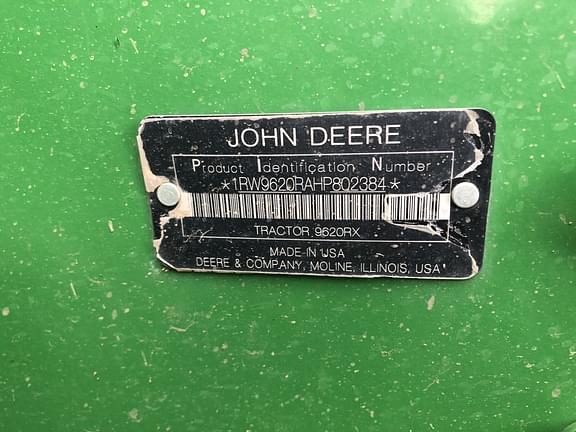 JOHN DEERE
Product Identification Number
*1RW9620RAHP802384*
TRACTOR 9620RX
MADE IN USA
DEERE & COMPANY, MOLINE, ILLINOIS, USA